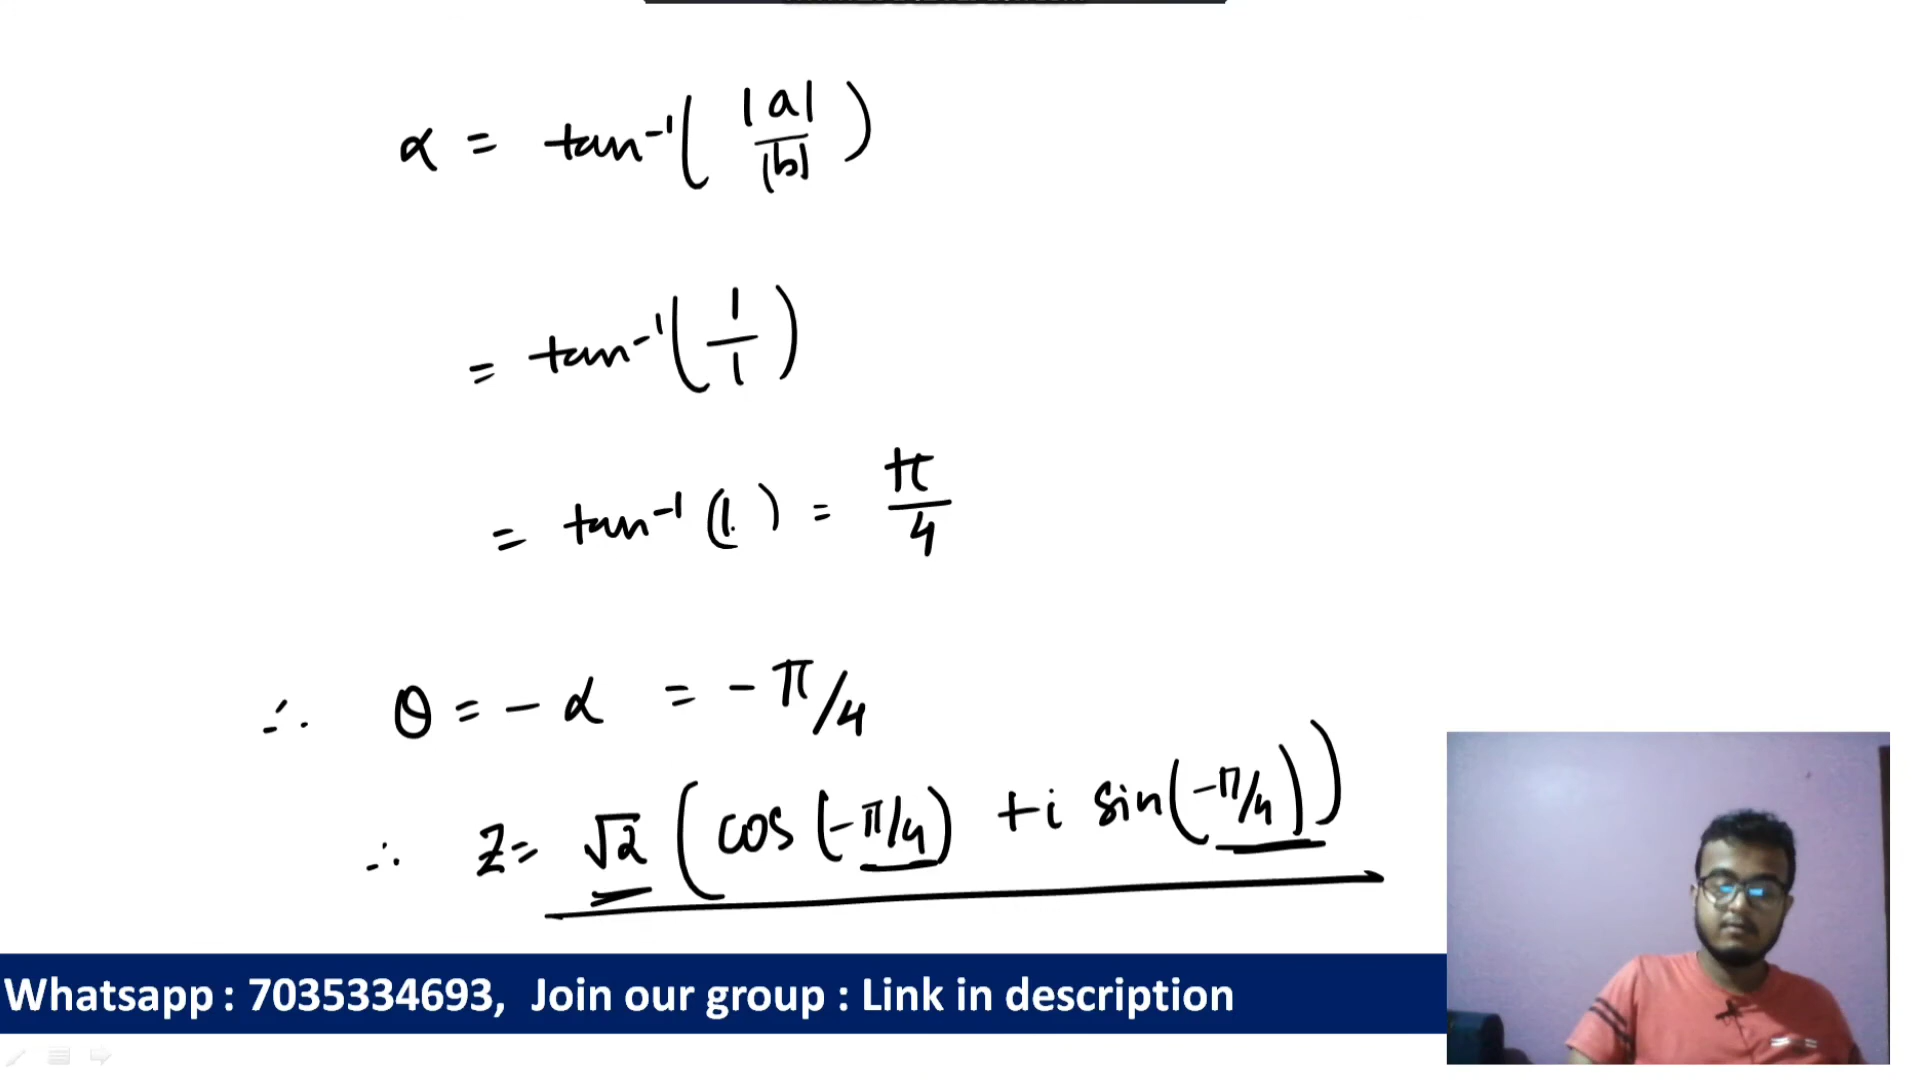 α = tan⁻¹(|a|/|b|)
= tan⁻¹(1/1)
= tan⁻¹(1) = π/4
∴ θ = - α = - π/4
∴ z = √2 (cos(-π/4) + i sin(-π/4))
Whatsapp : 7035334693, Join our group : Link in description